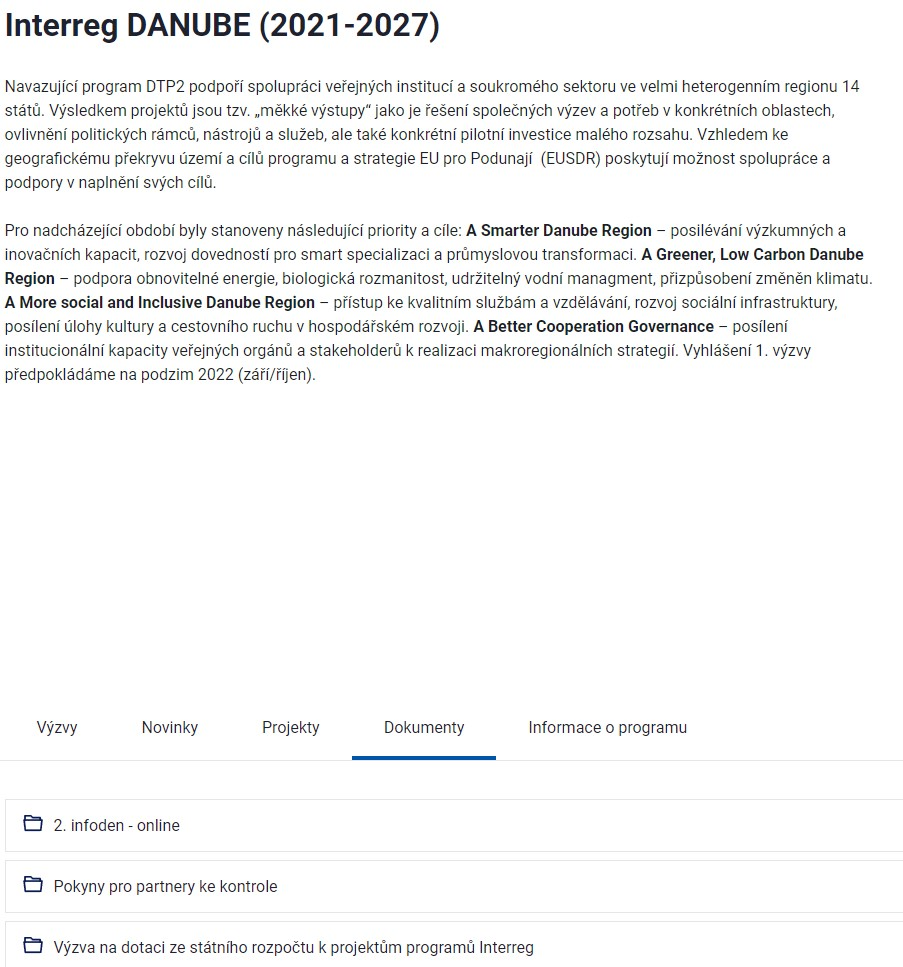 Interreg DANUBE (2021-2027)
Navazující program DTP2 podpoří spolupráci veřejných institucí a soukromého sektoru ve velmi heterogenním regionu 14
států. Výsledkem projektů jsou tzv. „měkké výstupy“ jako je řešení společných výzev a potřeb v konkrétních oblastech,
ovlivnění politických rámců, nástrojů a služeb, ale také konkrétní pilotní investice malého rozsahu. Vzhledem ke
geografickému překryvu území a cílů programu a strategie EU pro Podunají  (EUSDR) poskytují možnost spolupráce a
podpory v naplnění svých cílů.
Pro nadcházející období byly stanoveny následující priority a cíle: A Smarter Danube Region – posilévání výzkumných a
inovačních kapacit, rozvoj dovedností pro smart specializaci a průmyslovou transformaci. A Greener, Low Carbon Danube
Region – podpora obnovitelné energie, biologická rozmanitost, udržitelný vodní managment, přizpůsobení změněn klimatu.
A More social and Inclusive Danube Region – přístup ke kvalitním službám a vzdělávání, rozvoj sociální infrastruktury,
posílení úlohy kultury a cestovního ruchu v hospodářském rozvoji. A Better Cooperation Governance – posílení
institucionální kapacity veřejných orgánů a stakeholderů k realizaci makroregionálních strategií. Vyhlášení 1. výzvy
předpokládáme na podzim 2022 (září/říjen).
Výzvy Novinky Projekty Dokumenty Informace o programu
2. infoden - online
Pokyny pro partnery ke kontrole
Výzva na dotaci ze státního rozpočtu k projektům programů Interreg